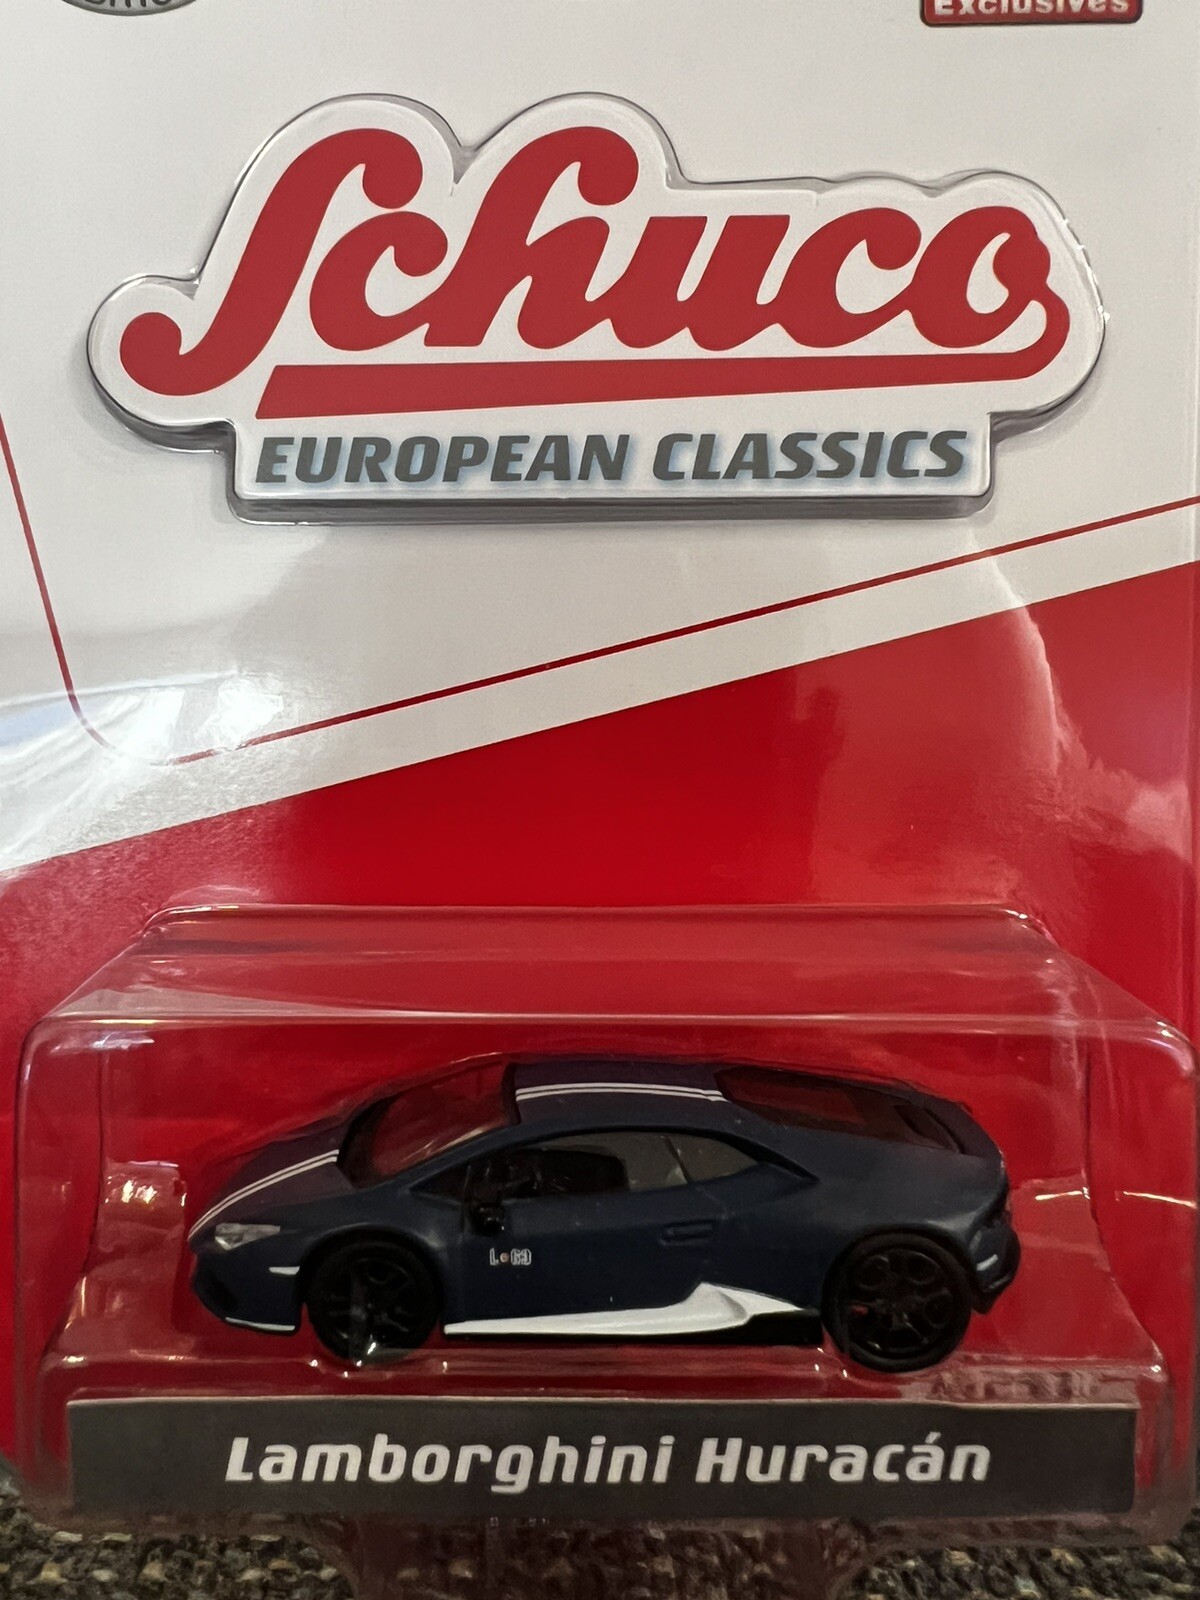 Exclusives
Schuco
EUROPEAN CLASSICS
L•63
Lamborghini Huracán